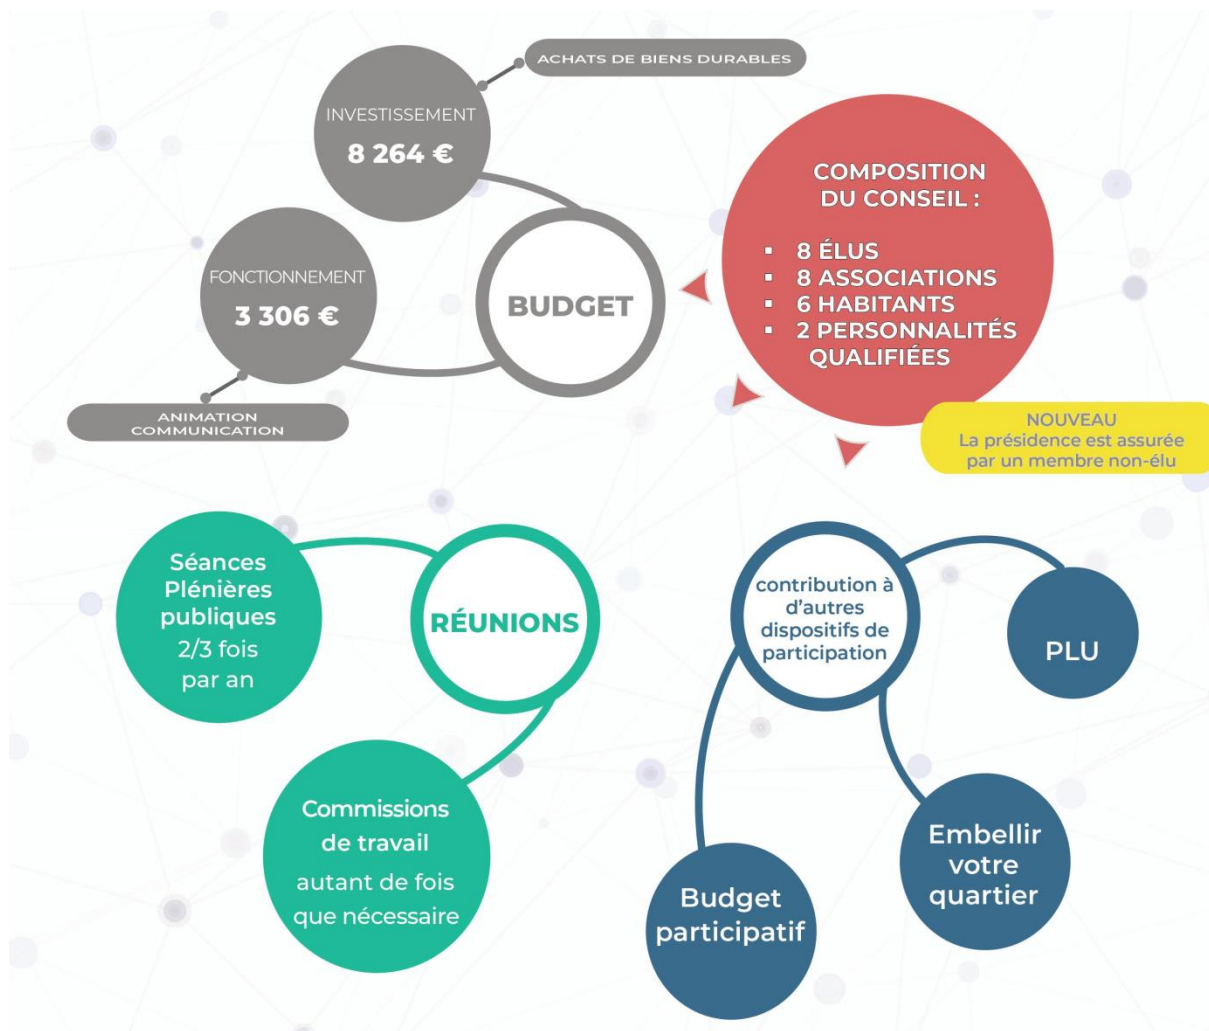 ACHATS DE BIENS DURABLES
INVESTISSEMENT
8 264 €
FONCTIONNEMENT
3 306 €
BUDGET
ANIMATION
COMMUNICATION
COMPOSITION
DU CONSEIL :
▪ 8 ÉLUS
▪ 8 ASSOCIATIONS
▪ 6 HABITANTS
▪ 2 PERSONNALITÉS
QUALIFIÉES
NOUVEAU
La présidence est assurée
par un membre non-élu
Séances
Plénières
publiques
2/3 fois
par an
RÉUNIONS
Commissions
de travail
autant de fois
que nécessaire
contribution à
d'autres
dispositifs de
participation
PLU
Embellir
votre
quartier
Budget
participatif